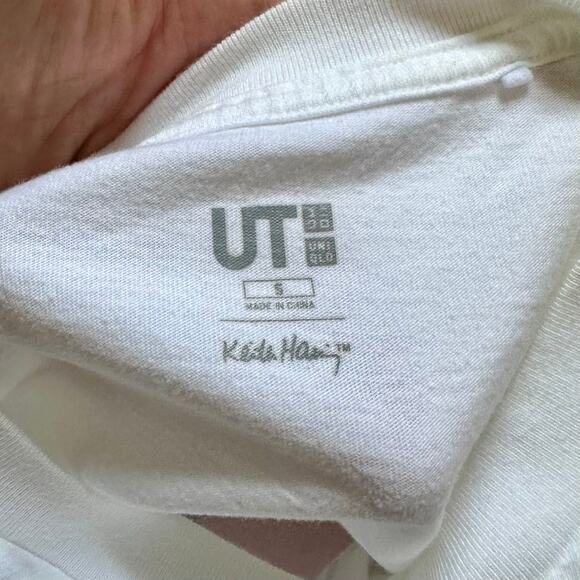 UT
ユニ
クロ
UNI
QLO
S
MADE IN CHINA
Keith Haring™